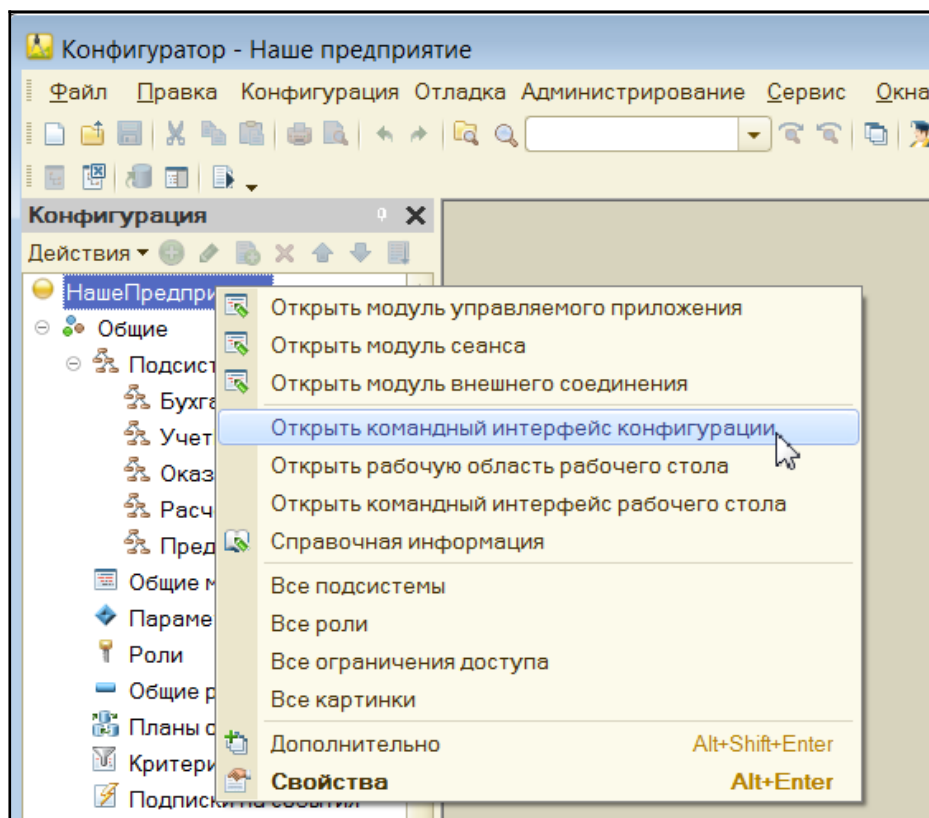 Конфигуратор - Наше предприятие
Файл Правка Конфигурация Отладка Администрирование Сервис Окна
Конфигурация
Действия
НашеПредпри
Открыть модуль управляемого приложения
Общие
Открыть модуль сеанса
Подсист
Открыть модуль внешнего соединения
Бухга
Открыть командный интерфейс конфигурации
Учет
Открыть рабочую область рабочего стола
Оказ
Открыть командный интерфейс рабочего стола
Расч
Справочная информация
Пред
Общие м
Все подсистемы
Параме
Все роли
Роли
Все ограничения доступа
Общие р
Все картинки
Планы о
Дополнительно Alt+Shift+Enter
Критери
Свойства Alt+Enter
Подписки на события